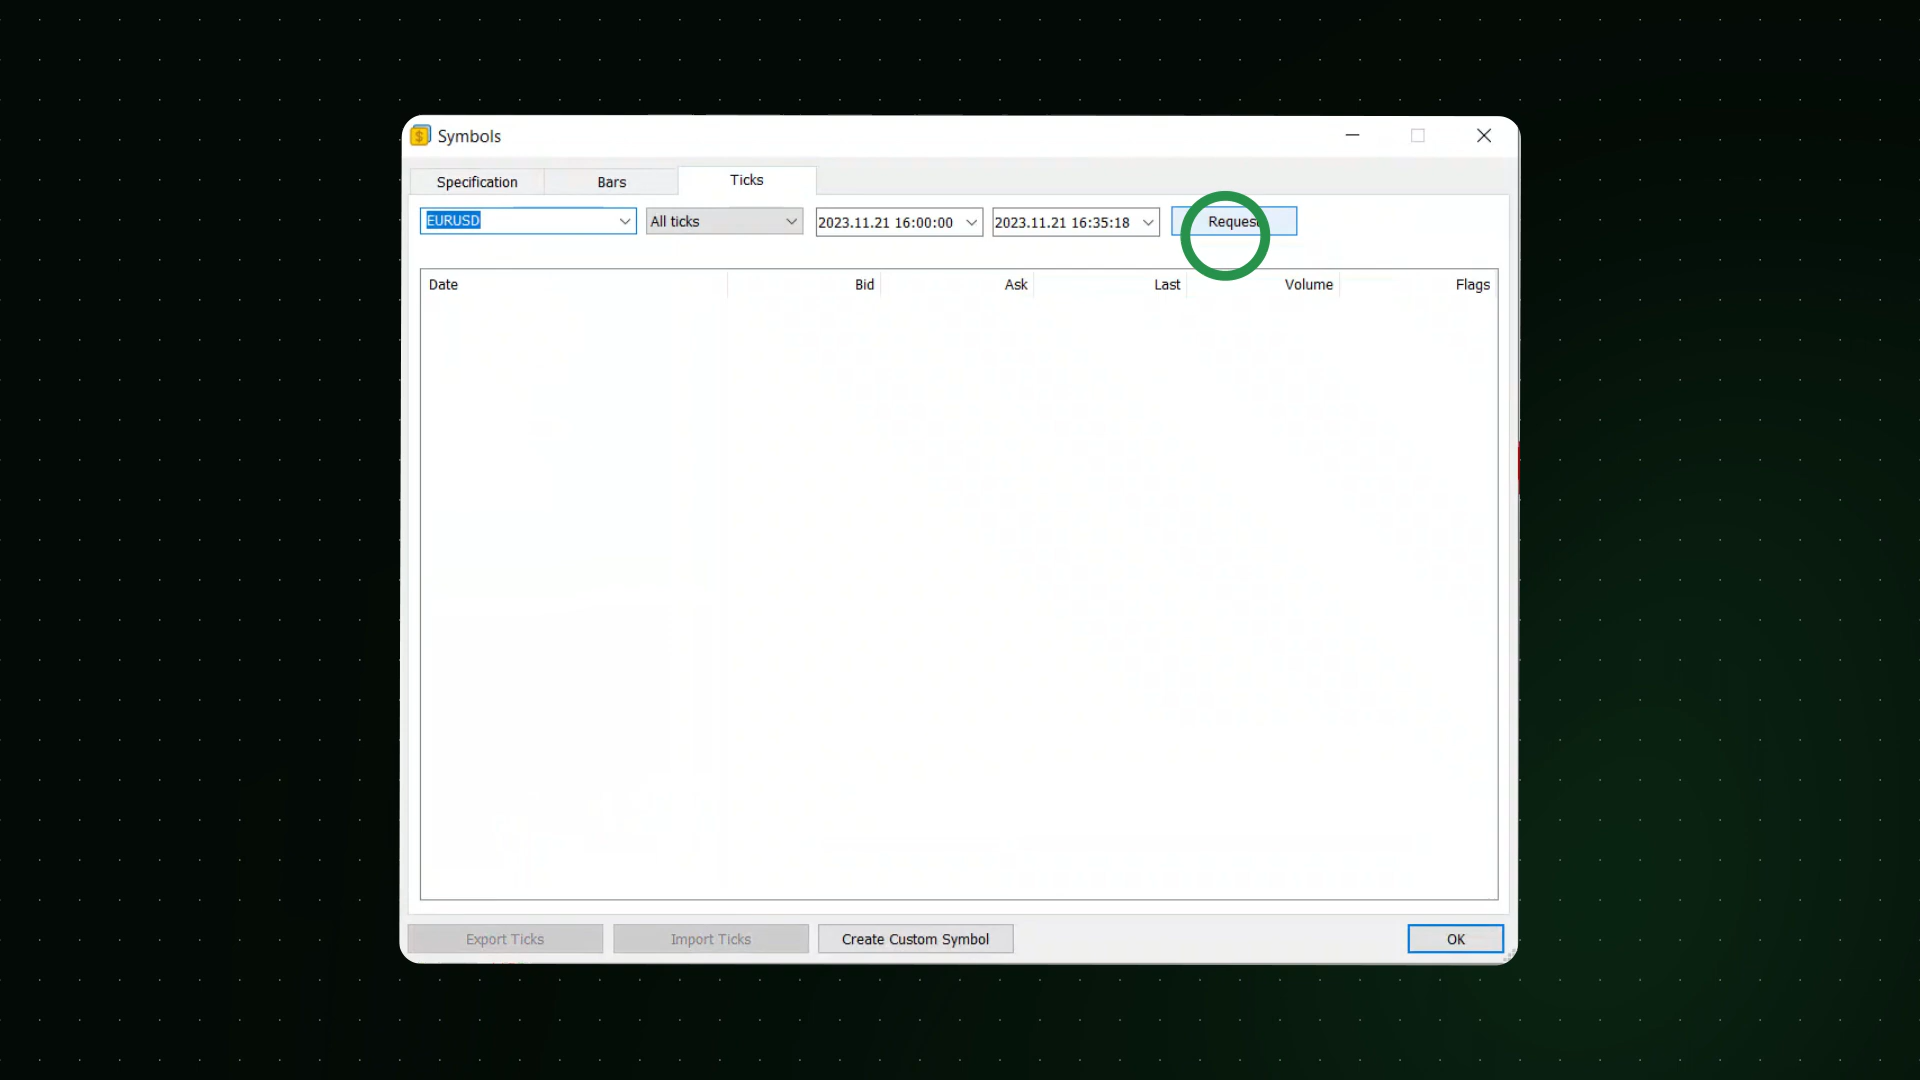 Symbols
Specification Bars Ticks
EURUSD All ticks 2023.11.21 16:00:00 2023.11.21 16:35:18 Request
Date Bid Ask Last Volume Flags
Export Ticks Import Ticks Create Custom Symbol OK